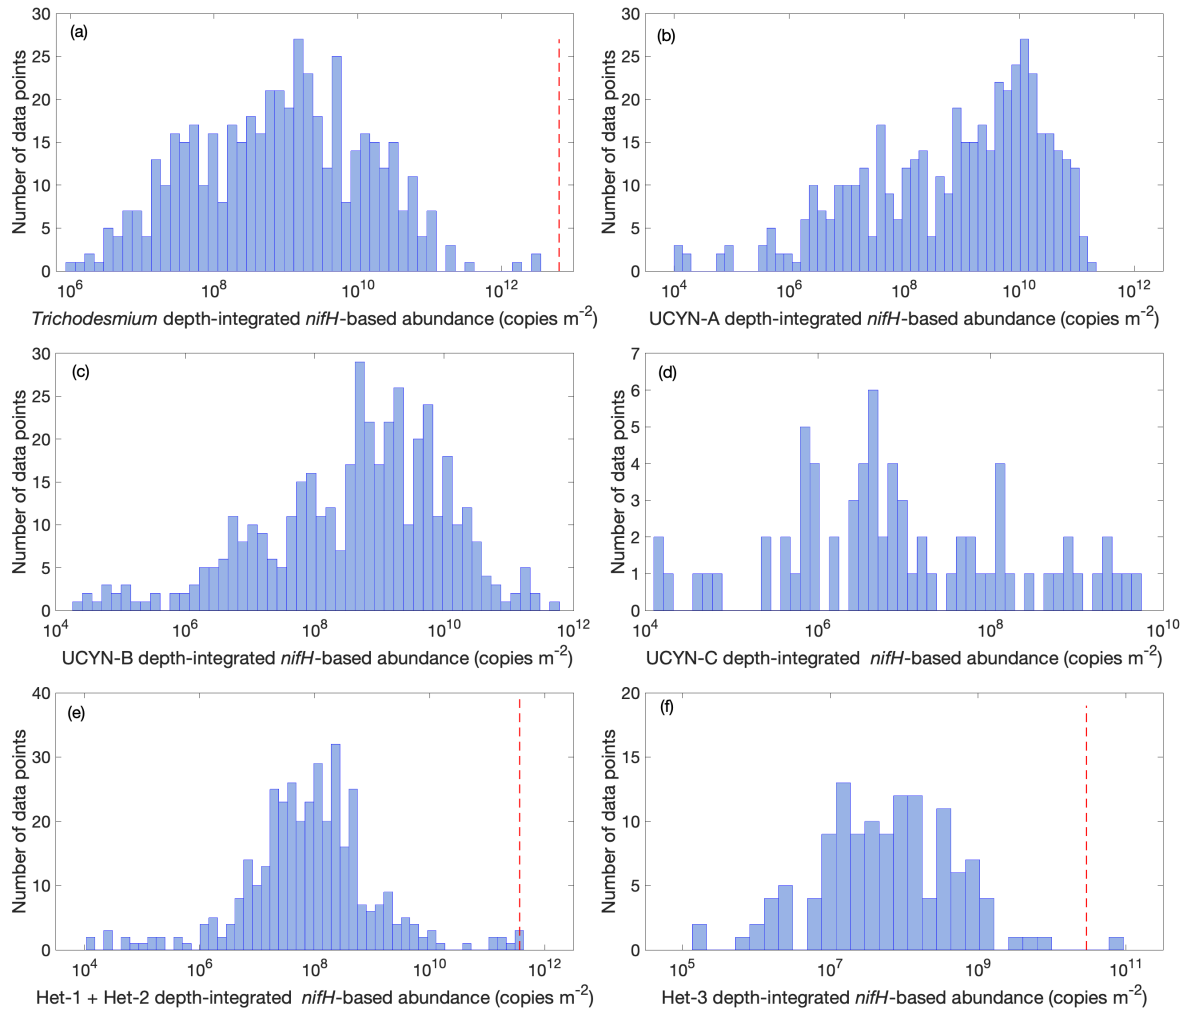 (a)
30
25
20
15
10
5
0
Number of data points
10^6 10^8 10^10 10^12
Trichodesmium depth-integrated nifH-based abundance (copies m^-2)
(b)
30
25
20
15
10
5
0
Number of data points
10^4 10^6 10^8 10^10 10^12
UCYN-A depth-integrated nifH-based abundance (copies m^-2)
(c)
30
25
20
15
10
5
0
Number of data points
10^4 10^6 10^8 10^10 10^12
UCYN-B depth-integrated nifH-based abundance (copies m^-2)
(d)
7
6
5
4
3
2
1
0
Number of data points
10^4 10^6 10^8 10^10
UCYN-C depth-integrated nifH-based abundance (copies m^-2)
(e)
40
30
20
10
0
Number of data points
10^4 10^6 10^8 10^10 10^12
Het-1 + Het-2 depth-integrated nifH-based abundance (copies m^-2)
(f)
20
15
10
5
0
Number of data points
10^5 10^7 10^9 10^11
Het-3 depth-integrated nifH-based abundance (copies m^-2)